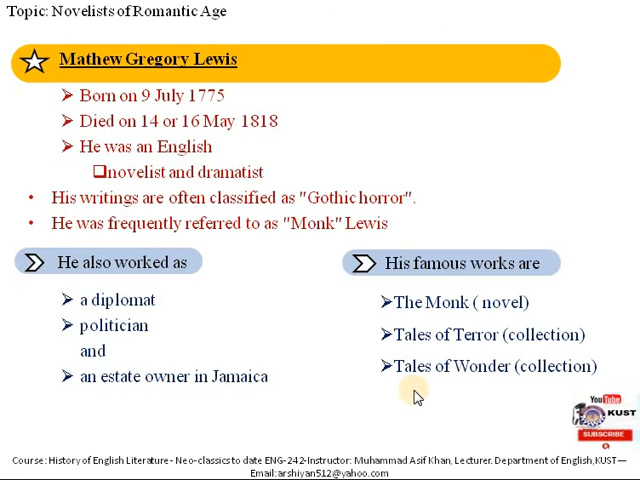 Topic: Novelists of Romantic Age
Mathew Gregory Lewis
Born on 9 July 1775
Died on 14 or 16 May 1818
He was an English
novelist and dramatist
His writings are often classified as "Gothic horror".
He was frequently referred to as "Monk" Lewis
He also worked as
a diplomat
politician
and
an estate owner in Jamaica
His famous works are
The Monk ( novel)
Tales of Terror (collection)
Tales of Wonder (collection)
YouTube
KUST
SUBSCRIBE
Course: History of English Literature - Neo-classics to date ENG-242-Instructor: Muhammad Asif Khan, Lecturer. Department of English,KUST—
Email:arshiyan512@yahoo.com